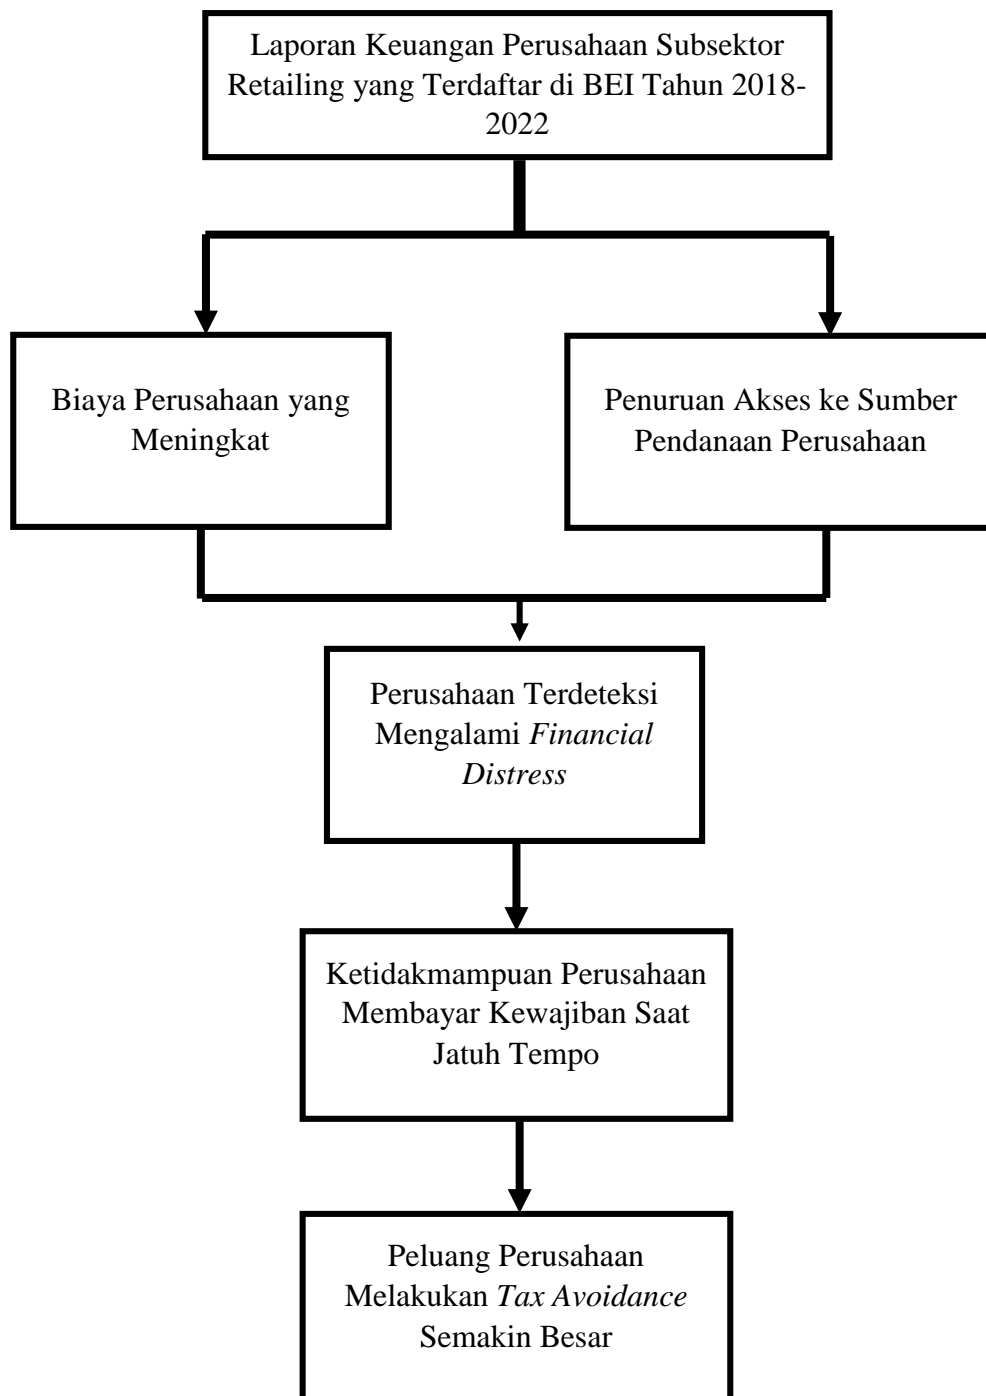 Laporan Keuangan Perusahaan Subsektor
Retailing yang Terdaftar di BEI Tahun 2018-
2022
Biaya Perusahaan yang
Meningkat
Penuruan Akses ke Sumber
Pendanaan Perusahaan
Perusahaan Terdeteksi
Mengalami Financial
Distress
Ketidakmampuan Perusahaan
Membayar Kewajiban Saat
Jatuh Tempo
Peluang Perusahaan
Melakukan Tax Avoidance
Semakin Besar